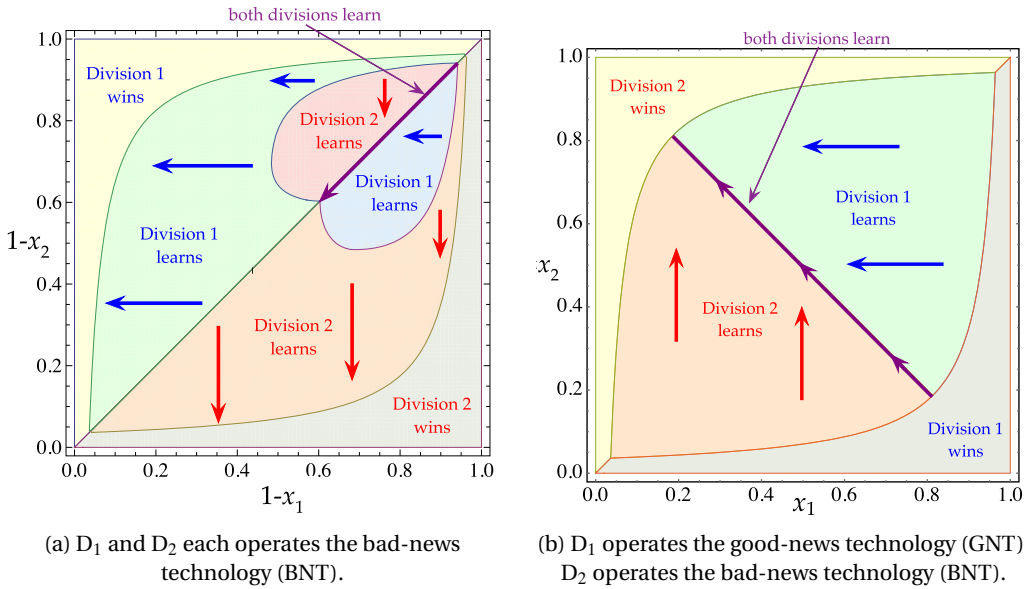 both divisions learn
1.0
0.8
0.6
1-x2
0.4
0.2
0.0
Division 1
wins
Division 2
learns
Division 1
learns
Division 1
learns
Division 2
learns
Division 2
wins
0.0 0.2 0.4 0.6 0.8 1.0
1-x1
(a) D1 and D2 each operates the bad-news
technology (BNT).
both divisions learn
1.0
0.8
0.6
x2
0.4
0.2
0.0
Division 2
wins
Division 1
learns
Division 2
learns
Division 1
wins
0.0 0.2 0.4 0.6 0.8 1.0
x1
(b) D1 operates the good-news technology (GNT)
D2 operates the bad-news technology (BNT).